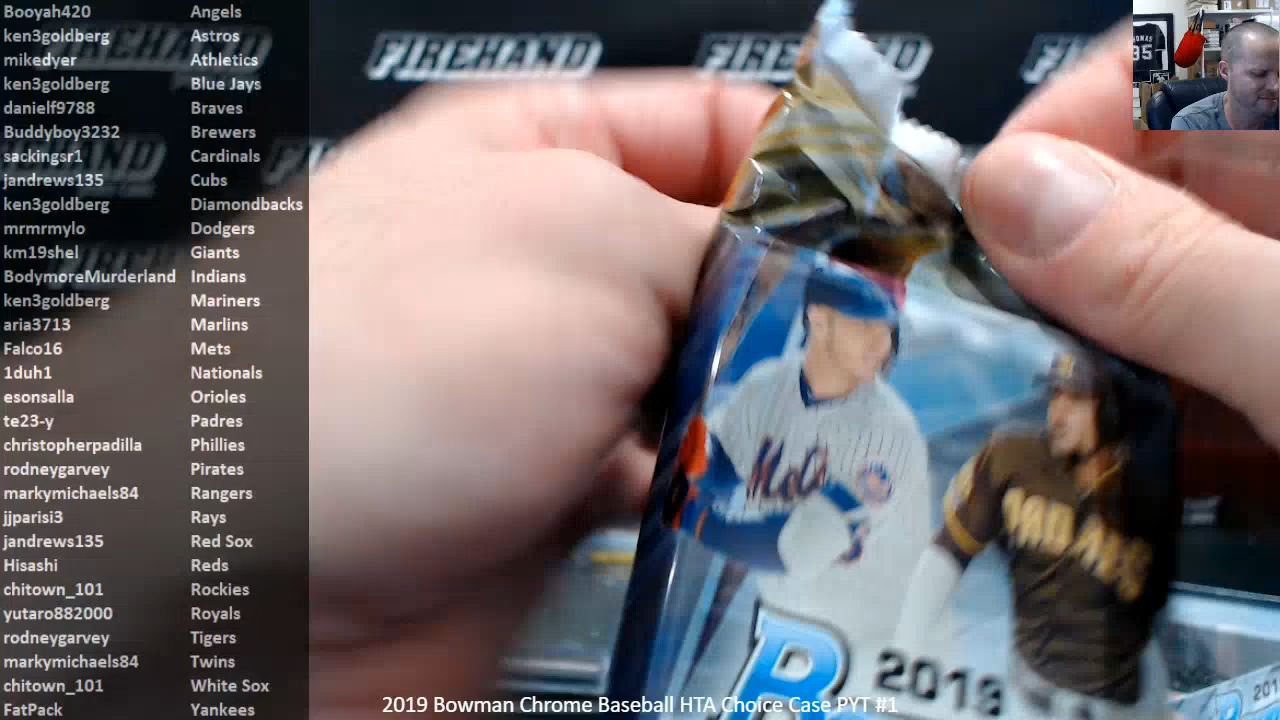 Booyah420 Angels
ken3goldberg Astros
mikedyer Athletics
ken3goldberg Blue Jays
danielf9788 Braves
Buddyboy3232 Brewers
sackingsr1 Cardinals
jandrews135 Cubs
ken3goldberg Diamondbacks
mrmrmylo Dodgers
km19shel Giants
BodymoreMurderland Indians
ken3goldberg Mariners
aria3713 Marlins
Falco16 Mets
1duh1 Nationals
esonsalla Orioles
te23-y Padres
christopherpadilla Phillies
rodneygarvey Pirates
markymichaels84 Rangers
jjparisi3 Rays
jandrews135 Red Sox
Hisashi Reds
chitown_101 Rockies
yutaro882000 Royals
rodneygarvey Tigers
markymichaels84 Twins
chitown_101 White Sox
FatPack Yankees
FIREHAND
FIREHAND
Mets
PADRES
2019
2019 Bowman Chrome Baseball HTA Choice Case PYT #1